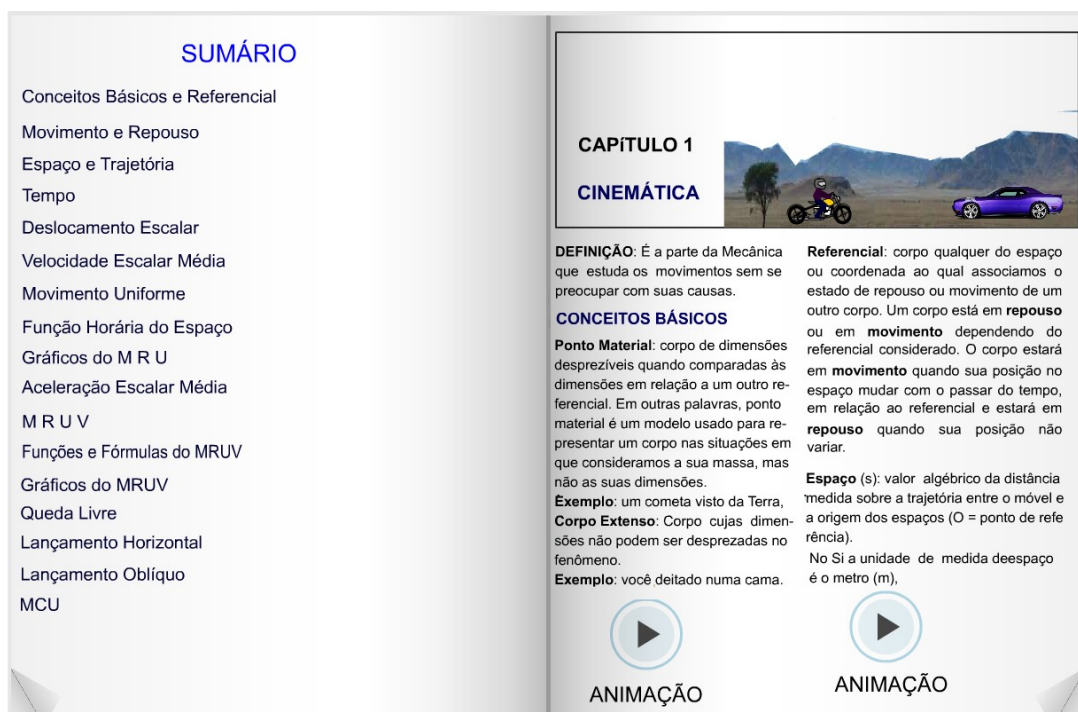 SUMÁRIO
Conceitos Básicos e Referencial
Movimento e Repouso
Espaço e Trajetória
Tempo
Deslocamento Escalar
Velocidade Escalar Média
Movimento Uniforme
Função Horária do Espaço
Gráficos do M R U
Aceleração Escalar Média
M R U V
Funções e Fórmulas do MRUV
Gráficos do MRUV
Queda Livre
Lançamento Horizontal
Lançamento Oblíquo
MCU
CAPíTULO 1
CINEMÁTICA
DEFINIÇÃO: É a parte da Mecânica
que estuda os movimentos sem se
preocupar com suas causas.
CONCEITOS BÁSICOS
Ponto Material: corpo de dimensões
desprezíveis quando comparadas às
dimensões em relação a um outro re-
ferencial. Em outras palavras, ponto
material é um modelo usado para re-
presentar um corpo nas situações em
que consideramos a sua massa, mas
não as suas dimensões.
Exemplo: um cometa visto da Terra,
Corpo Extenso: Corpo cujas dimen-
sões não podem ser desprezadas no
fenômeno.
Exemplo: você deitado numa cama.
ANIMAÇÃO
Referencial: corpo qualquer do espaço
ou coordenada ao qual associamos o
estado de repouso ou movimento de um
outro corpo. Um corpo está em repouso
ou em movimento dependendo do
referencial considerado. O corpo estará
em movimento quando sua posição no
espaço mudar com o passar do tempo,
em relação ao referencial e estará em
repouso quando sua posição não
variar.
Espaço (s): valor algébrico da distância
medida sobre a trajetória entre o móvel e
a origem dos espaços (O = ponto de refe
rência).
No Si a unidade de medida deespaço
é o metro (m),
ANIMAÇÃO